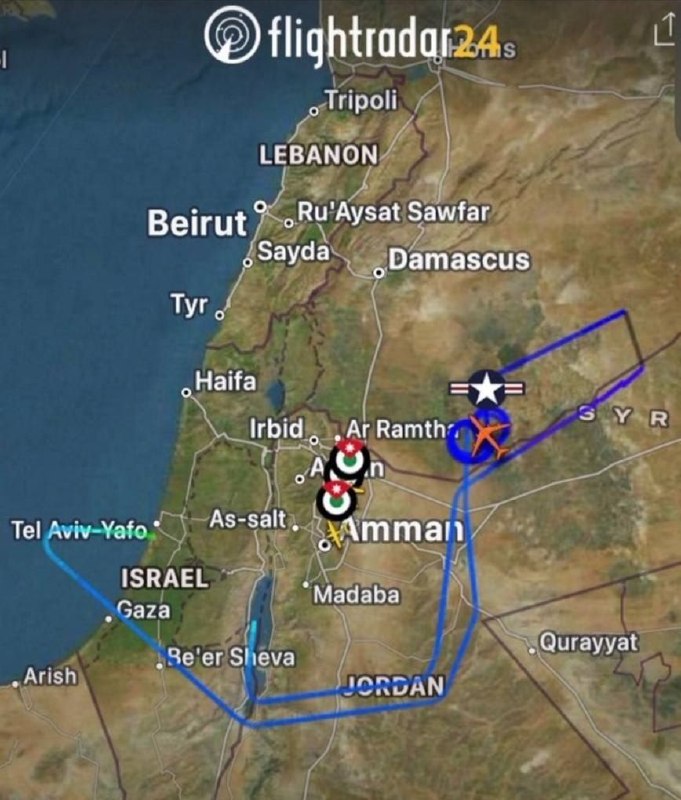 flightradar24
Homs
Tripoli
LEBANON
Beirut
Ru'Aysat Sawfar
Sayda
Damascus
Tyr
Haifa
Irbid
Ar Ramtha
S Y R
As-salt
Amman
Tel Aviv-Yafo
ISRAEL
Madaba
Gaza
Be'er Sheva
Qurayyat
Arish
JORDAN